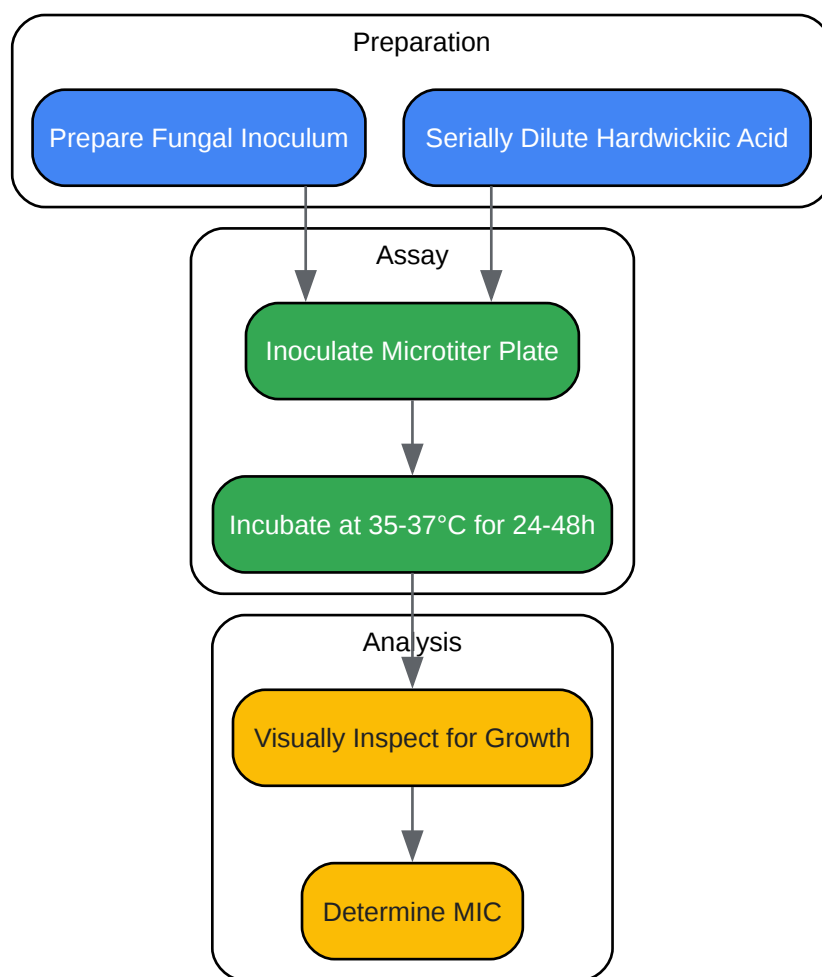 Preparation
Prepare Fungal Inoculum
Serially Dilute Hardwickiic Acid
Assay
Inoculate Microtiter Plate
Incubate at 35-37°C for 24-48h
Analysis
Visually Inspect for Growth
Determine MIC